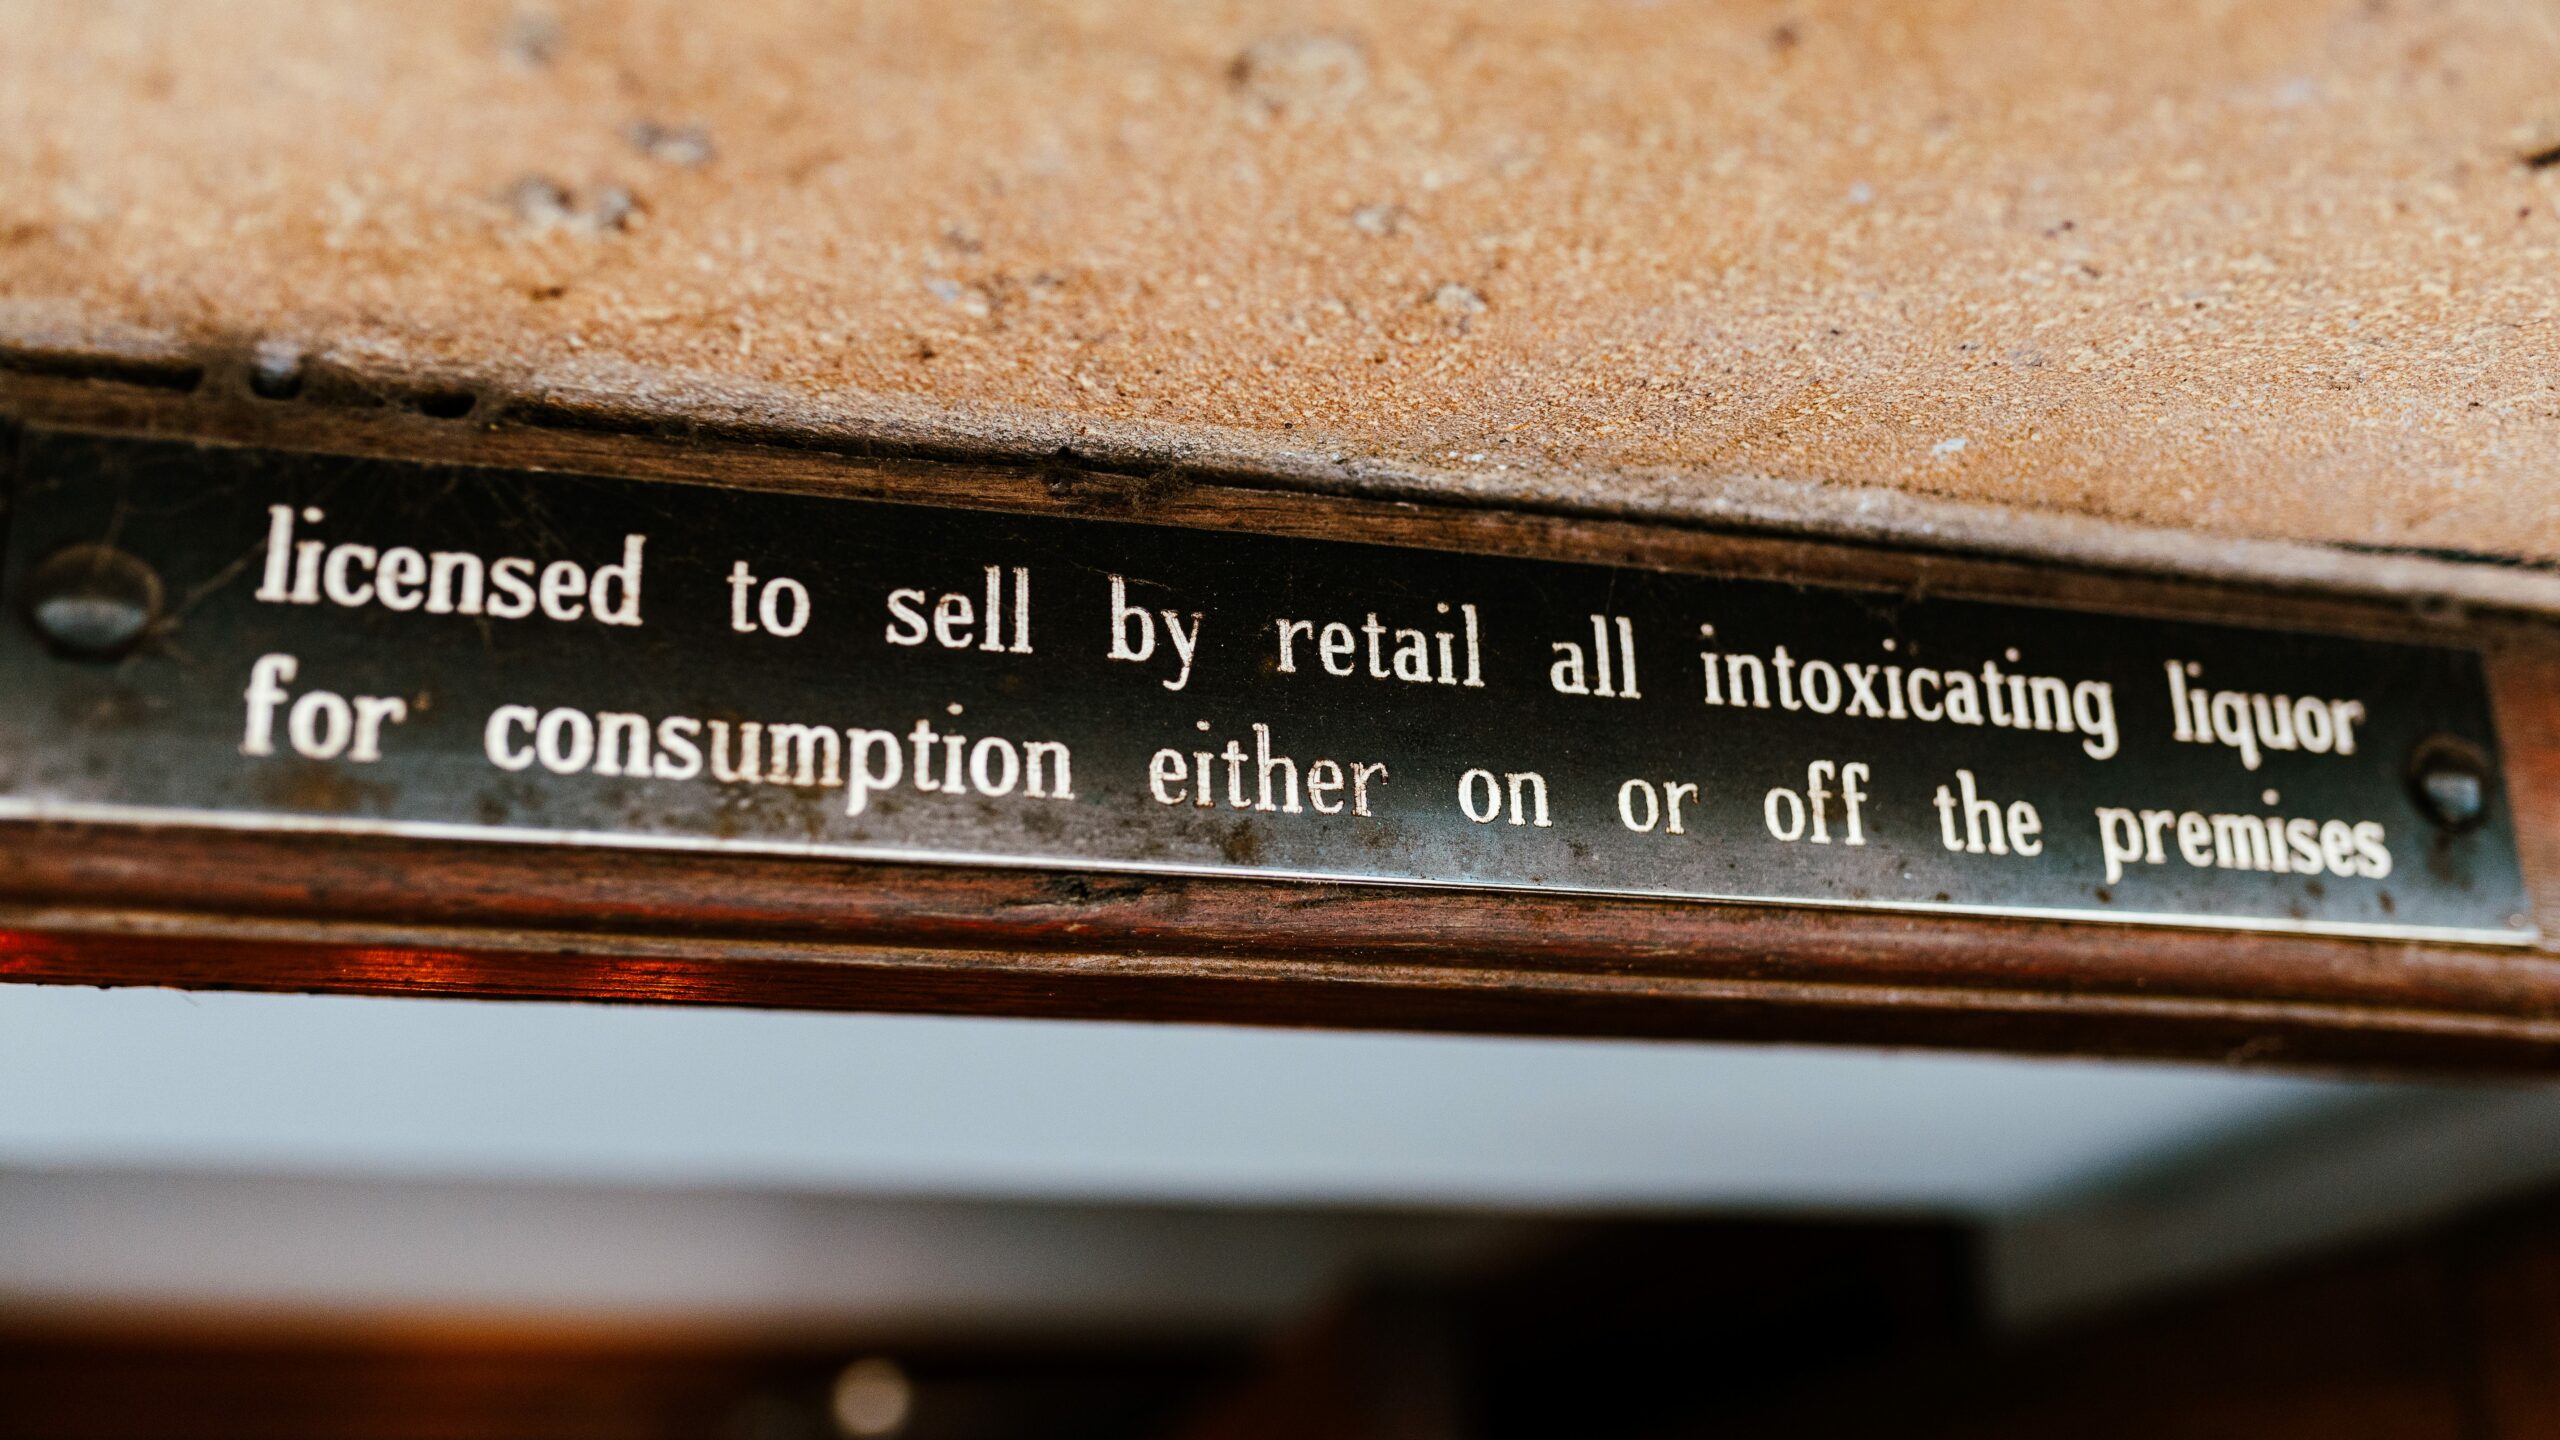 licensed to sell by retail all intoxicating liquor
for consumption either on or off the premises